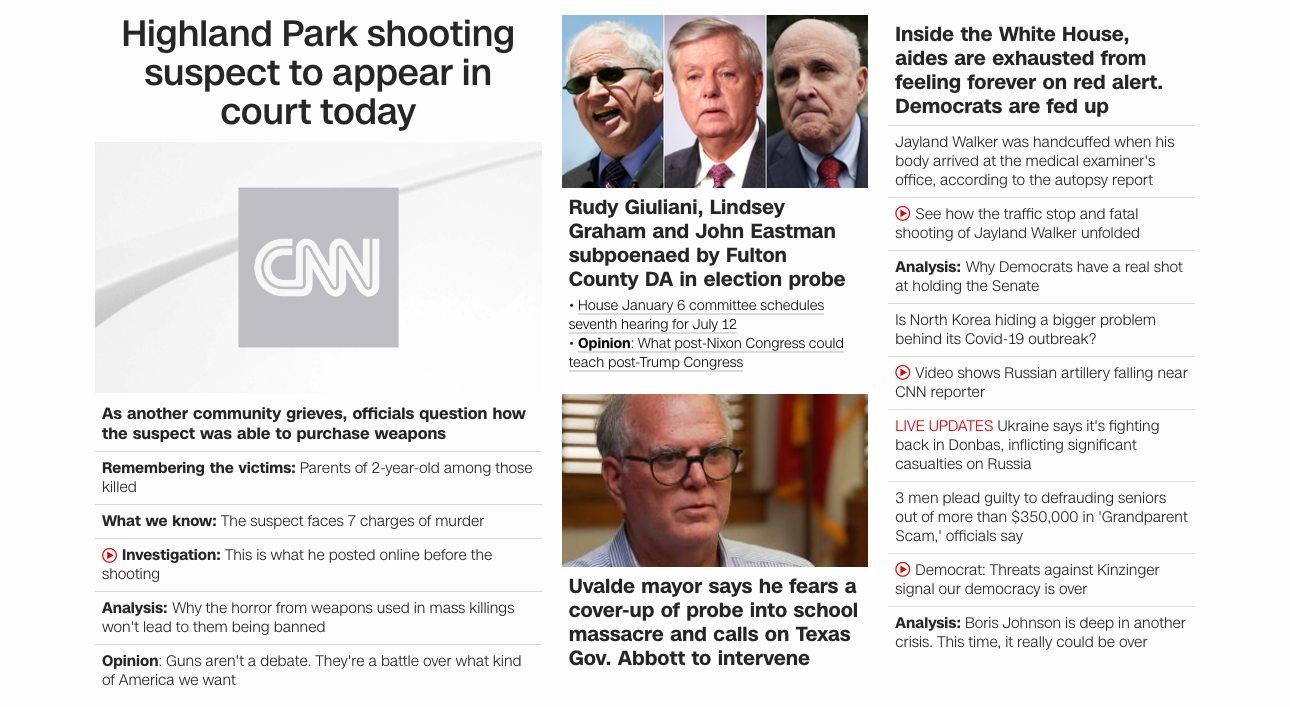 Highland Park shooting
suspect to appear in
court today
CNN
As another community grieves, officials question how
the suspect was able to purchase weapons
Remembering the victims: Parents of 2-year-old among those
killed
What we know: The suspect faces 7 charges of murder
Investigation: This is what he posted online before the
shooting
Analysis: Why the horror from weapons used in mass killings
won't lead to them being banned
Opinion: Guns aren't a debate. They're a battle over what kind
of America we want
Rudy Giuliani, Lindsey
Graham and John Eastman
subpoenaed by Fulton
County DA in election probe
• House January 6 committee schedules
seventh hearing for July 12
• Opinion: What post-Nixon Congress could
teach post-Trump Congress
Uvalde mayor says he fears a
cover-up of probe into school
massacre and calls on Texas
Gov. Abbott to intervene
Inside the White House,
aides are exhausted from
feeling forever on red alert.
Democrats are fed up
Jayland Walker was handcuffed when his
body arrived at the medical examiner's
office, according to the autopsy report
See how the traffic stop and fatal
shooting of Jayland Walker unfolded
Analysis: Why Democrats have a real shot
at holding the Senate
Is North Korea hiding a bigger problem
behind its Covid-19 outbreak?
Video shows Russian artillery falling near
CNN reporter
LIVE UPDATES Ukraine says it's fighting
back in Donbas, inflicting significant
casualties on Russia
3 men plead guilty to defrauding seniors
out of more than $350,000 in 'Grandparent
Scam,' officials say
Democrat: Threats against Kinzinger
signal our democracy is over
Analysis: Boris Johnson is deep in another
crisis. This time, it really could be over